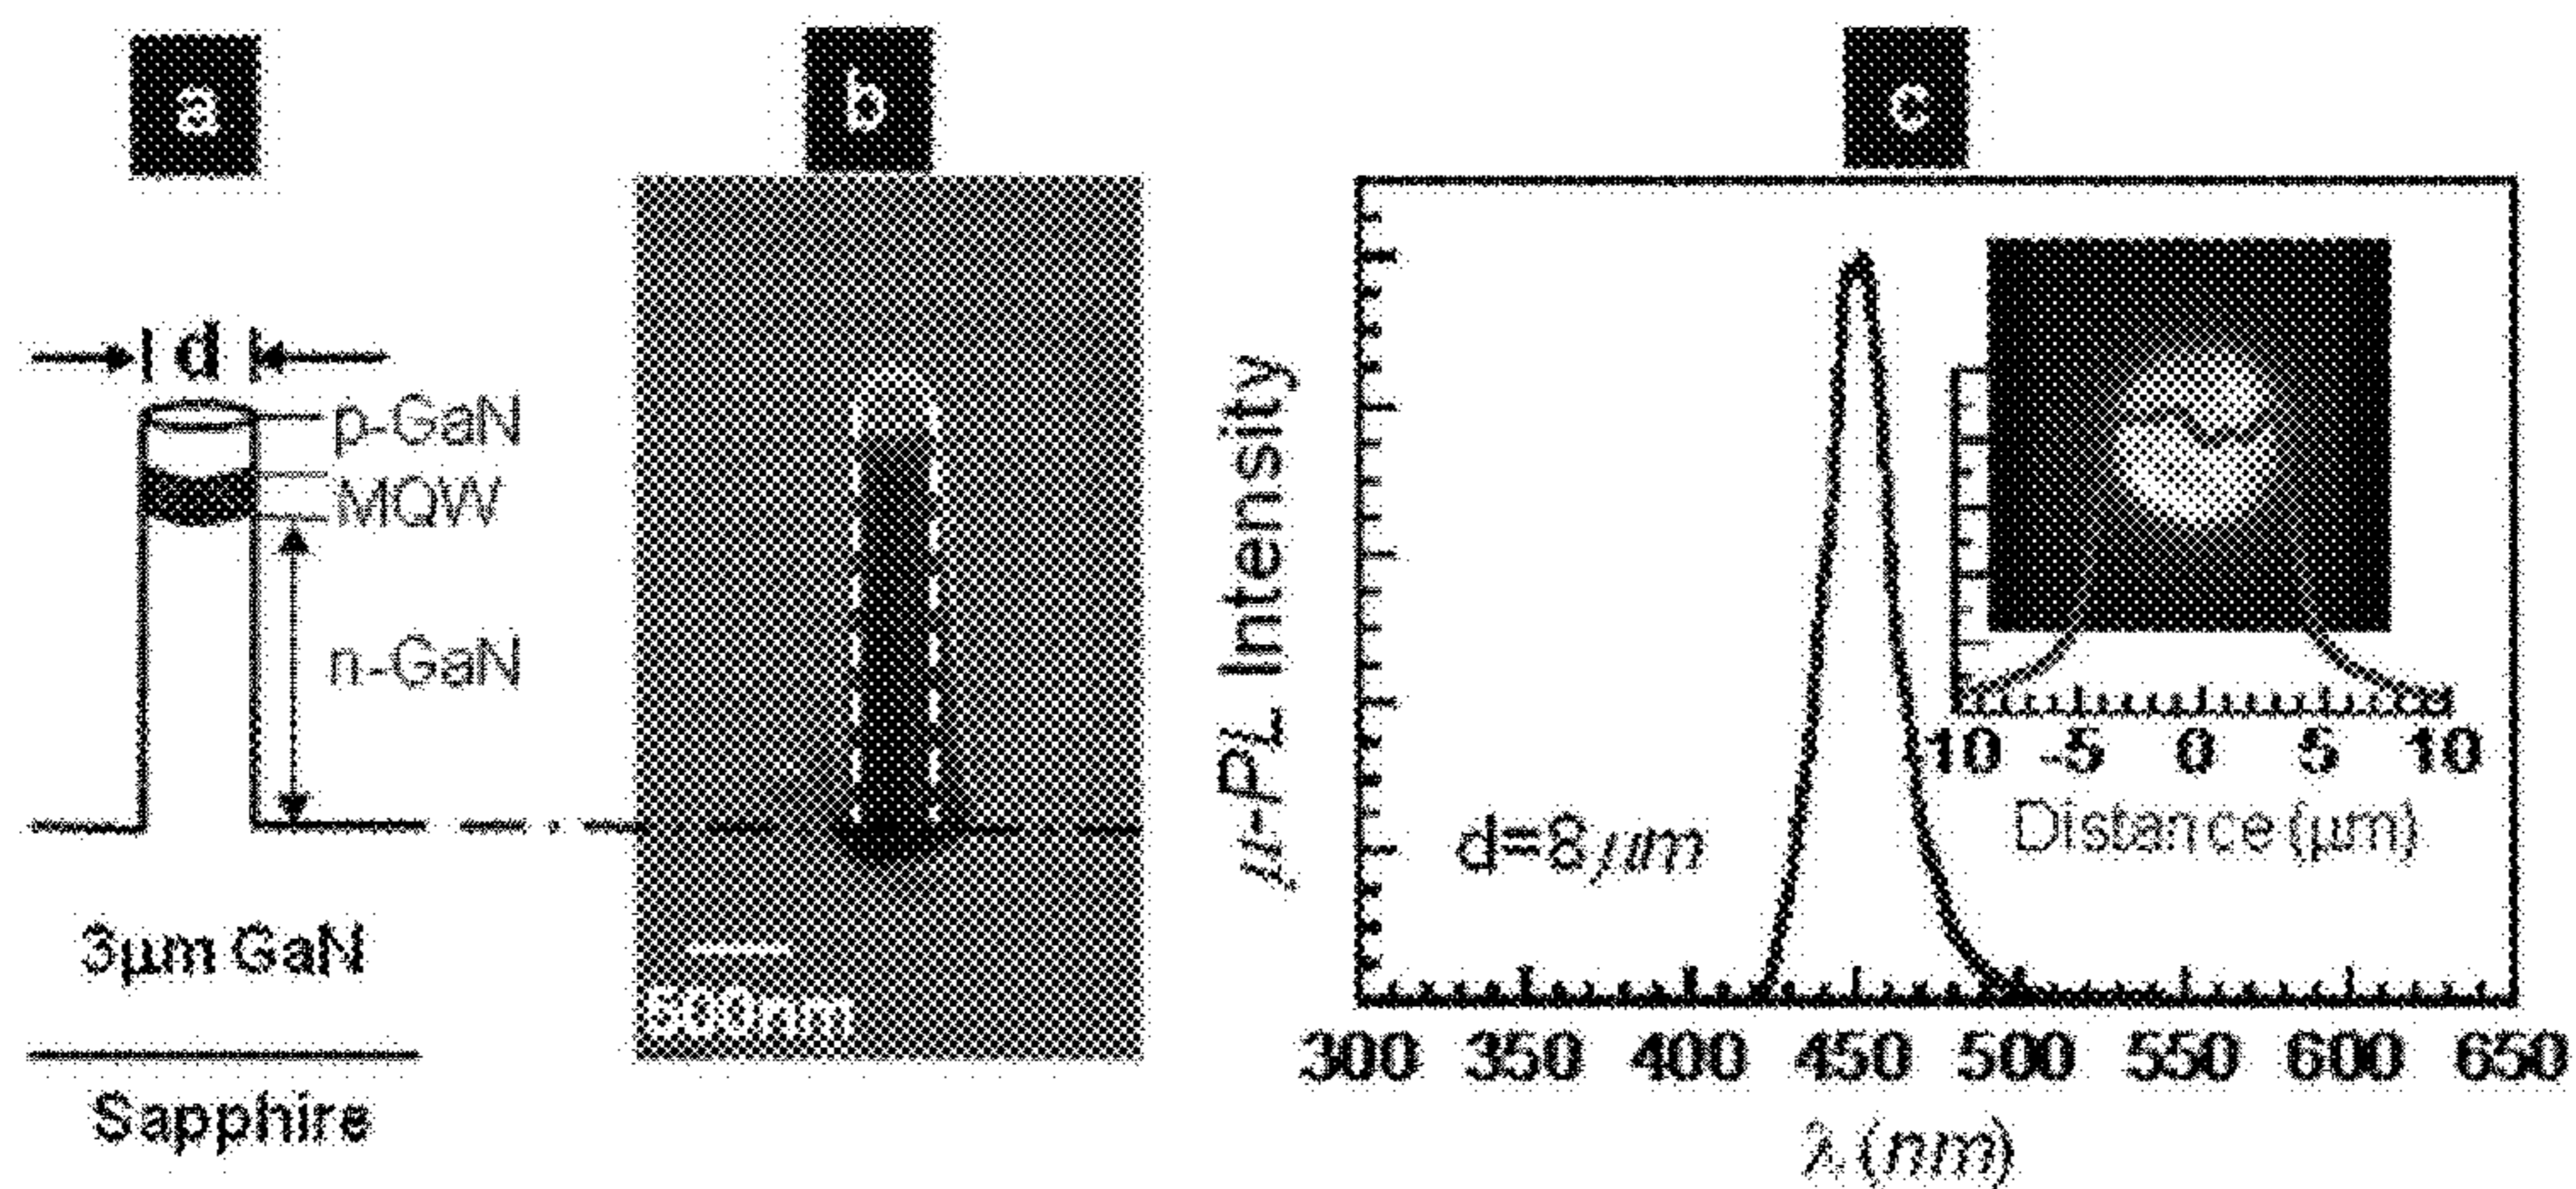 a
d
p-GaN
MQW
n-GaN
3μm GaN
Sapphire
b
500nm
c
μ-PL Intensity
d=8μm
-10 -5 0 5 10
Distance (μm)
300 350 400 450 500 550 600 650
λ (nm)